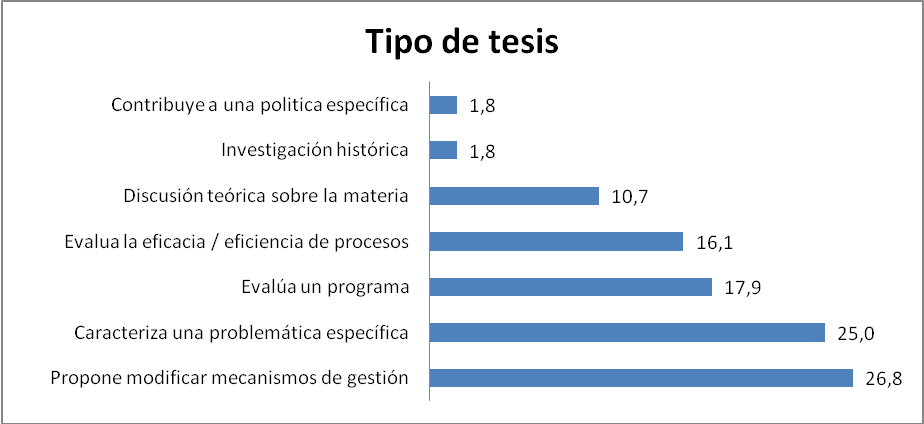 Tipo de tesis
Contribuye a una politica específica 1,8
Investigación histórica 1,8
Discusión teórica sobre la materia 10,7
Evalua la eficacia / eficiencia de procesos 16,1
Evalúa un programa 17,9
Caracteriza una problemática específica 25,0
Propone modificar mecanismos de gestión 26,8